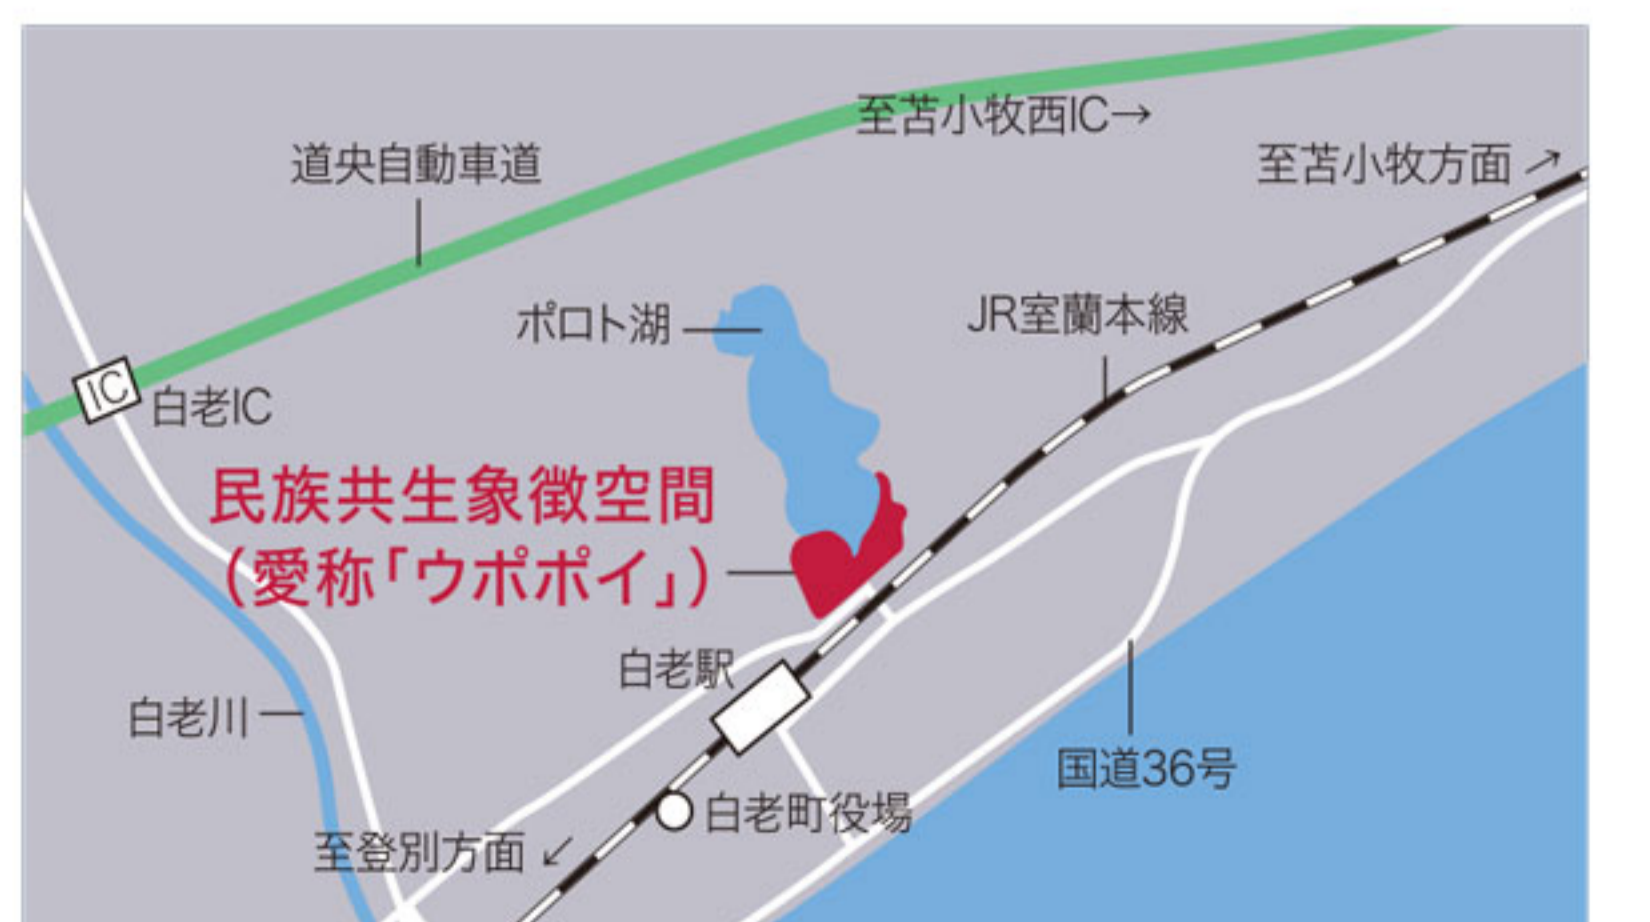 至苫小牧西IC→
道央自動車道
至苫小牧方面↗
JR室蘭本線
ポロト湖
IC
白老IC
民族共生象徴空間
（愛称「ウポポイ」）
白老駅
白老川
国道36号
白老町役場
至登別方面↙